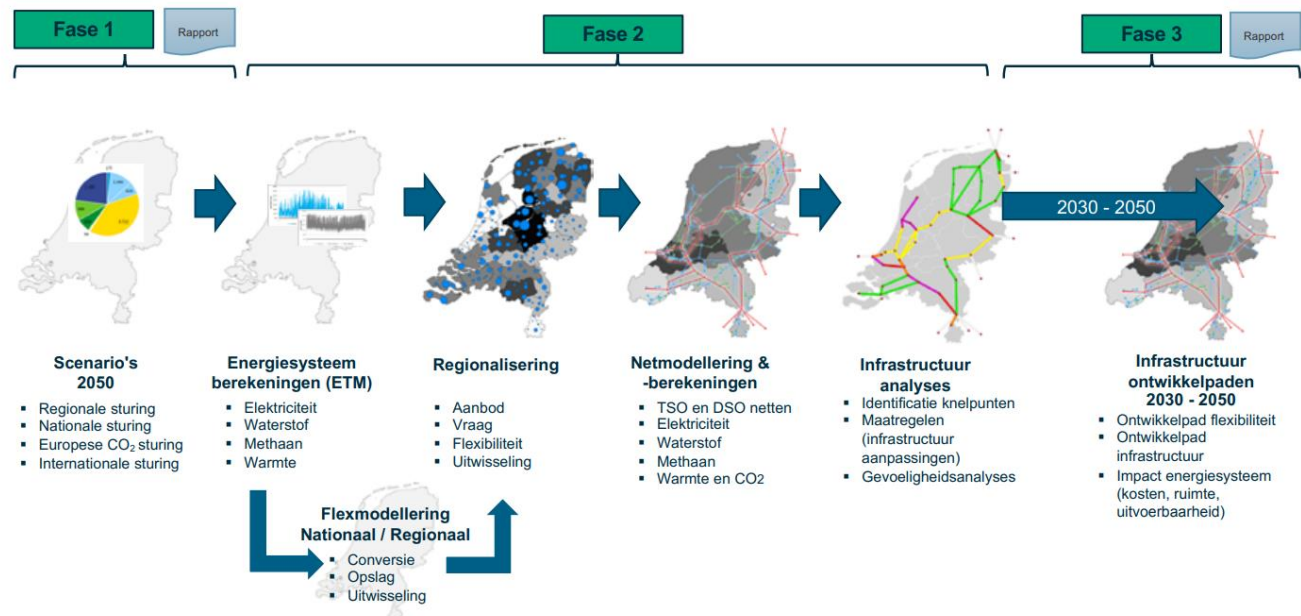 Fase 1
Rapport
Fase 2
Fase 3
Rapport
2030 - 2050
Scenario's
2050
▪ Regionale sturing
▪ Nationale sturing
▪ Europese CO₂ sturing
▪ Internationale sturing
Energiesysteem
berekeningen (ETM)
▪ Elektriciteit
▪ Waterstof
▪ Methaan
▪ Warmte
Flexmodellering
Nationaal / Regionaal
▪ Conversie
▪ Opslag
▪ Uitwisseling
Regionalisering
▪ Aanbod
▪ Vraag
▪ Flexibiliteit
▪ Uitwisseling
Netmodellering &
-berekeningen
▪ TSO en DSO netten
▪ Elektriciteit
▪ Waterstof
▪ Methaan
▪ Warmte en CO2
Infrastructuur
analyses
▪ Identificatie knelpunten
▪ Maatregelen
(infrastructuur
aanpassingen)
▪ Gevoeligheidsanalyses
Infrastructuur
ontwikkelpaden
2030 - 2050
▪ Ontwikkelpad flexibiliteit
▪ Ontwikkelpad
infrastructuur
▪ Impact energiesysteem
(kosten, ruimte,
uitvoerbaarheid)